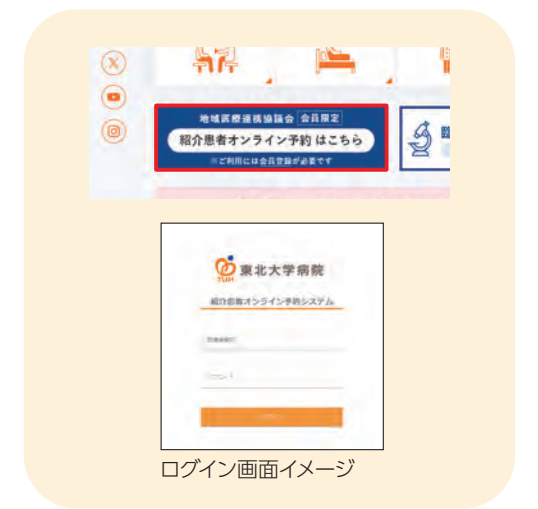 地域医療連携協議会 会員限定
紹介患者オンライン予約 はこちら
※ご利用には会員登録が必要です
TUH
東北大学病院
紹介患者オンライン予約システム
ログイン画面イメージ